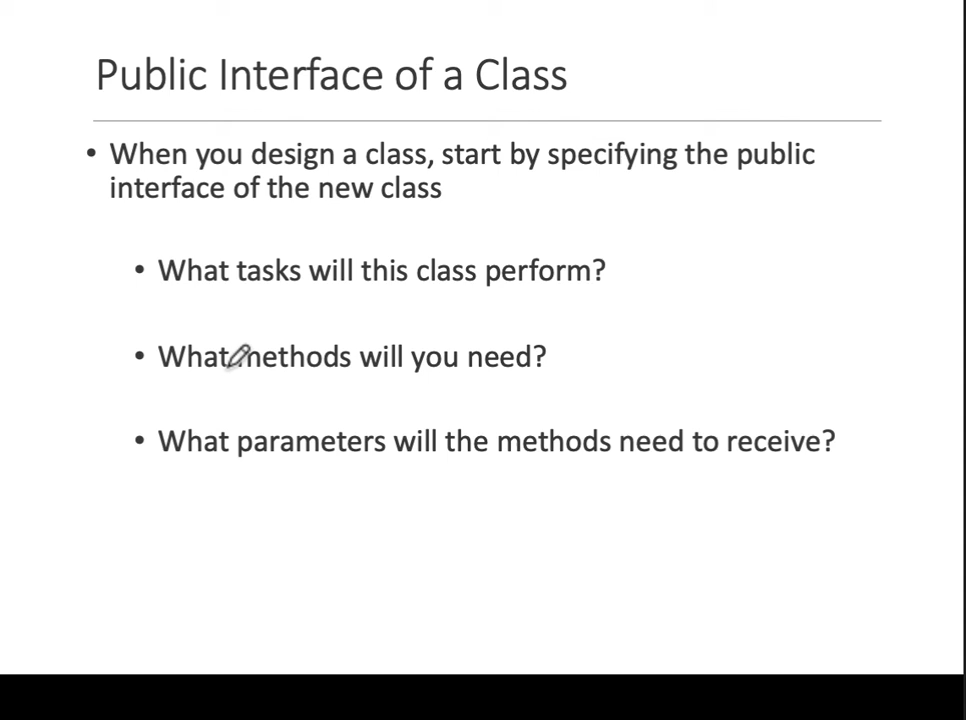 Public Interface of a Class
• When you design a class, start by specifying the public
interface of the new class
• What tasks will this class perform?
• What methods will you need?
• What parameters will the methods need to receive?